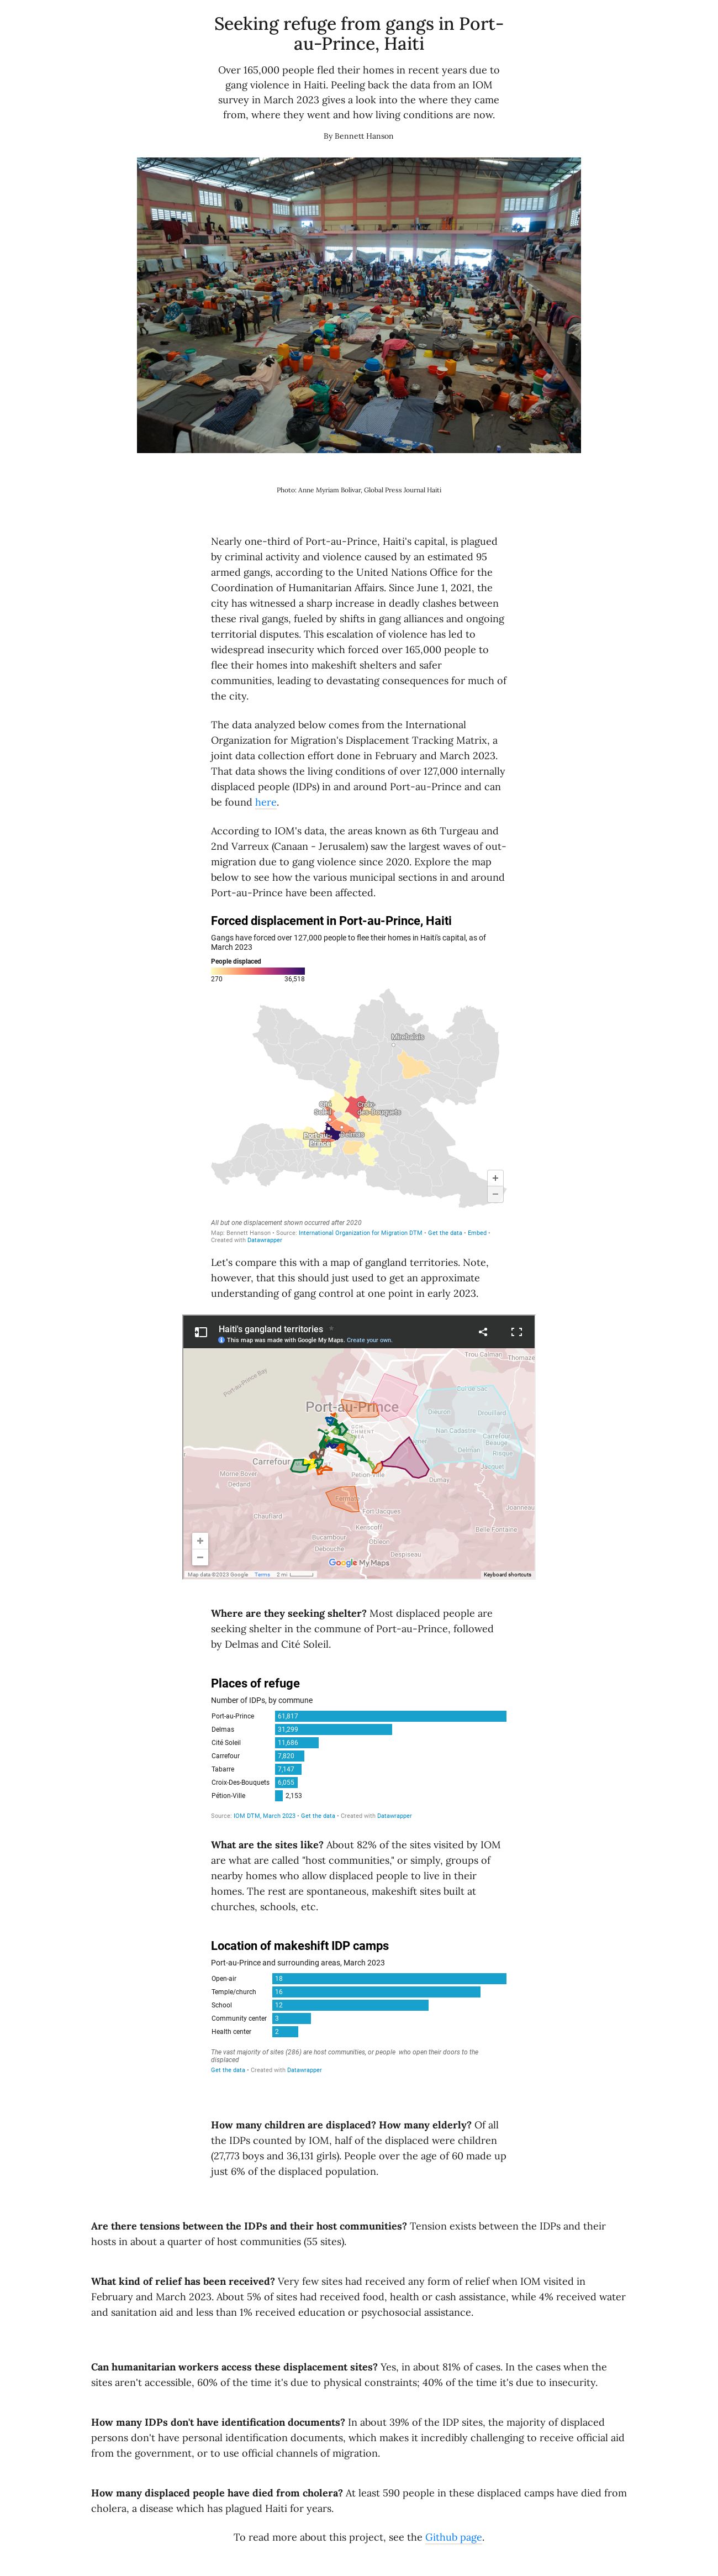 Seeking refuge from gangs in Port-
au-Prince, Haiti
Over 165,000 people fled their homes in recent years due to
gang violence in Haiti. Peeling back the data from an IOM
survey in March 2023 gives a look into the where they came
from, where they went and how living conditions are now.
By Bennett Hanson
Photo: Anne Myriam Bolivar, Global Press Journal Haiti
Nearly one-third of Port-au-Prince, Haiti's capital, is plagued
by criminal activity and violence caused by an estimated 95
armed gangs, according to the United Nations Office for the
Coordination of Humanitarian Affairs. Since June 1, 2021, the
city has witnessed a sharp increase in deadly clashes between
these rival gangs, fueled by shifts in gang alliances and ongoing
territorial disputes. This escalation of violence has led to
widespread insecurity which forced over 165,000 people to
flee their homes into makeshift shelters and safer
communities, leading to devastating consequences for much of
the city.
The data analyzed below comes from the International
Organization for Migration's Displacement Tracking Matrix, a
joint data collection effort done in February and March 2023.
That data shows the living conditions of over 127,000 internally
displaced people (IDPs) in and around Port-au-Prince and can
be found here.
According to IOM's data, the areas known as 6th Turgeau and
2nd Varreux (Canaan - Jerusalem) saw the largest waves of out-
migration due to gang violence since 2020. Explore the map
below to see how the various municipal sections in and around
Port-au-Prince have been affected.
Forced displacement in Port-au-Prince, Haiti
Gangs have forced over 127,000 people to flee their homes in Haiti's capital, as of
March 2023
People displaced
270 36,518
Mirebalais
Cité
Soleil
Croix-
des-Bouquets
Port-au-
Prince
Delmas
+
−
All but one displacement shown occurred after 2020
Map: Bennett Hanson • Source: International Organization for Migration DTM • Get the data • Embed •
Created with Datawrapper
Let's compare this with a map of gangland territories. Note,
however, that this should just used to get an approximate
understanding of gang control at one point in early 2023.
Haiti's gangland territories
This map was made with Google My Maps. Create your own.
Trou Caiman
Thomaze
Port-au-Prince Bay
Port-au-Prince
Drouillard
Carrefour
Beauge
Risque
Delman
Jacquet
Carrefour
Morne Bover
Dedand
Petion-Ville
Dumay
Chauffard
Fermate
Fort Jacques
Kenscoff
Belle Fontaine
Bucambou
Obleon
Debouche
Despiseau
+
−
Google My Maps
Map data ©2023 Google Terms 2 mi
Keyboard shortcuts
Where are they seeking shelter? Most displaced people are
seeking shelter in the commune of Port-au-Prince, followed
by Delmas and Cité Soleil.
Places of refuge
Number of IDPs, by commune
Port-au-Prince 61,817
Delmas 31,299
Cité Soleil 11,686
Carrefour 7,820
Tabarre 7,147
Croix-Des-Bouquets 6,055
Pétion-Ville 2,153
Source: IOM DTM, March 2023 • Get the data • Created with Datawrapper
What are the sites like? About 82% of the sites visited by IOM
are what are called "host communities," or simply, groups of
nearby homes who allow displaced people to live in their
homes. The rest are spontaneous, makeshift sites built at
churches, schools, etc.
Location of makeshift IDP camps
Port-au-Prince and surrounding areas, March 2023
Open-air 18
Temple/church 16
School 12
Community center 3
Health center 2
The vast majority of sites (286) are host communities, or people who open their doors to the
displaced
Get the data • Created with Datawrapper
How many children are displaced? How many elderly? Of all
the IDPs counted by IOM, half of the displaced were children
(27,773 boys and 36,131 girls). People over the age of 60 made up
just 6% of the displaced population.
Are there tensions between the IDPs and their host communities? Tension exists between the IDPs and their
hosts in about a quarter of host communities (55 sites).
What kind of relief has been received? Very few sites had received any form of relief when IOM visited in
February and March 2023. About 5% of sites had received food, health or cash assistance, while 4% received water
and sanitation aid and less than 1% received education or psychosocial assistance.
Can humanitarian workers access these displacement sites? Yes, in about 81% of cases. In the cases when the
sites aren't accessible, 60% of the time it's due to physical constraints; 40% of the time it's due to insecurity.
How many IDPs don't have identification documents? In about 39% of the IDP sites, the majority of displaced
persons don't have personal identification documents, which makes it incredibly challenging to receive official aid
from the government, or to use official channels of migration.
How many displaced people have died from cholera? At least 590 people in these displaced camps have died from
cholera, a disease which has plagued Haiti for years.
To read more about this project, see the Github page.